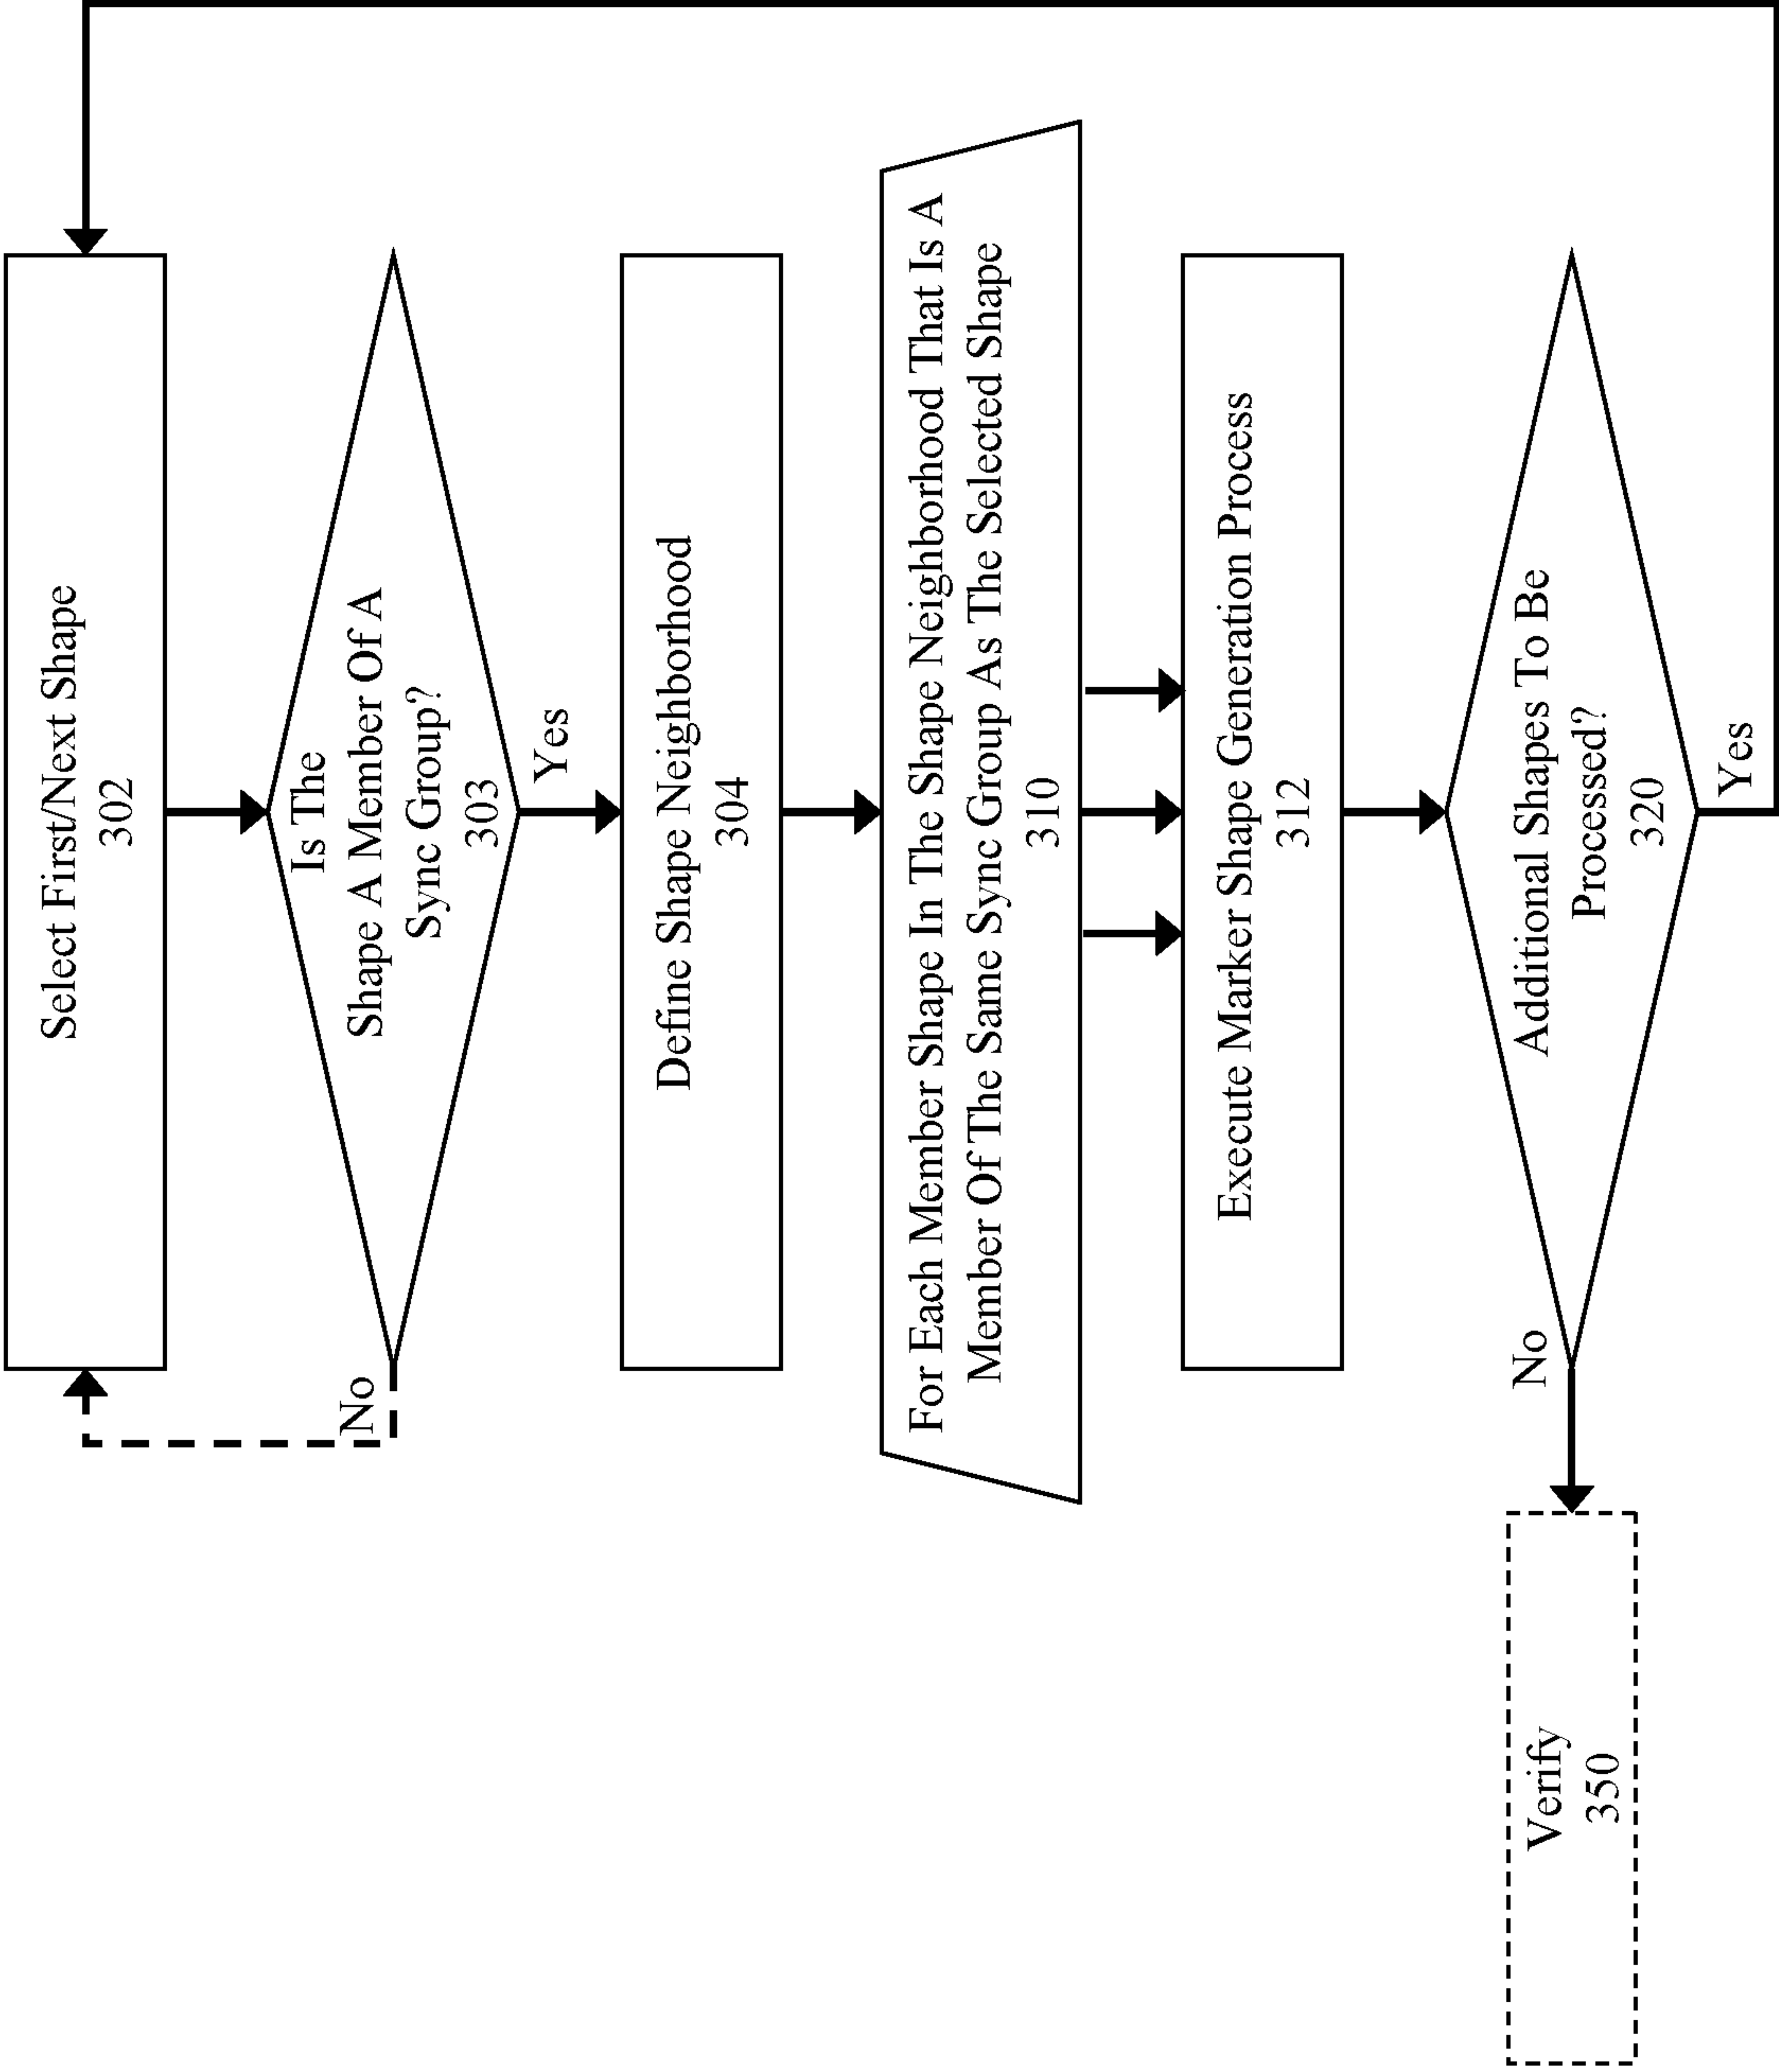 Select First/Next Shape
302
Is The
Shape A Member Of A
Sync Group?
303
No
Yes
Define Shape Neighborhood
304
For Each Member Shape In The Shape Neighborhood That Is A
Member Of The Same Sync Group As The Selected Shape
310
Execute Marker Shape Generation Process
312
Additional Shapes To Be
Processed?
320
No
Yes
Verify
350